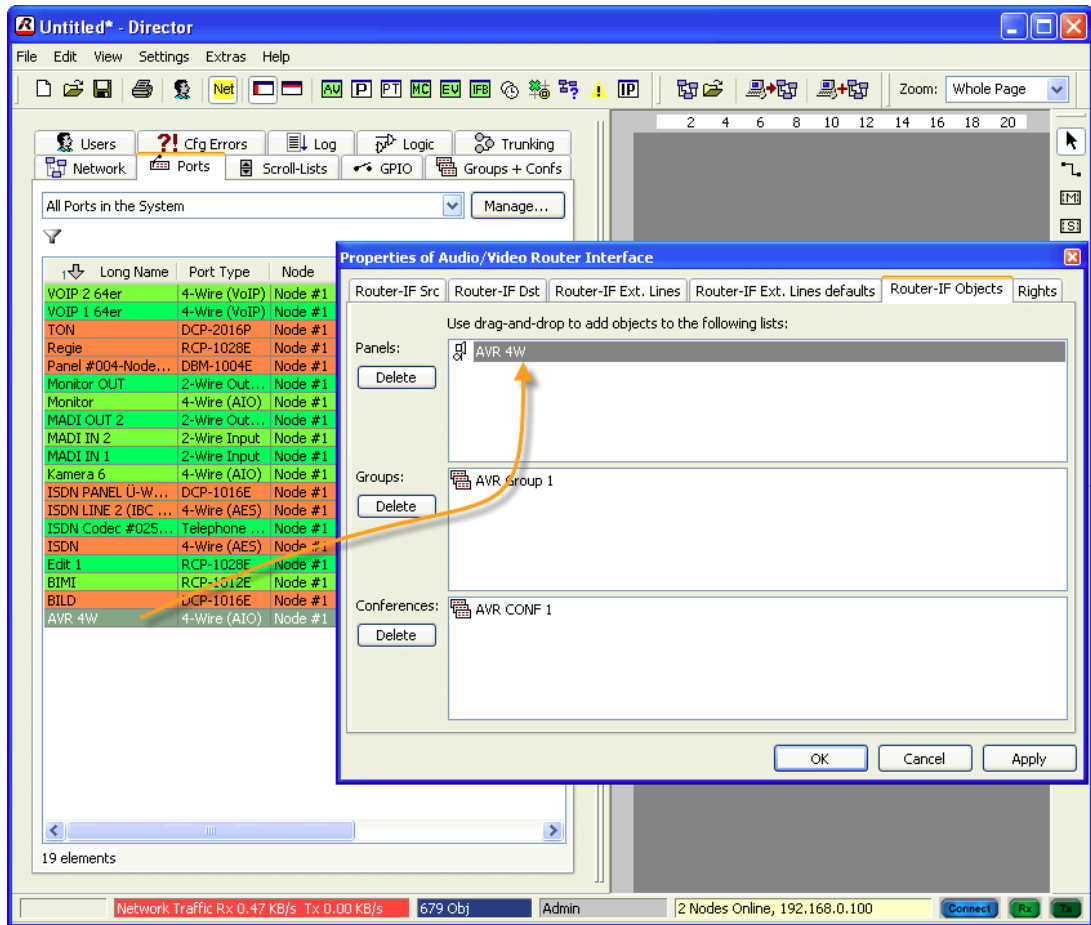 Untitled* - Director
File Edit View Settings Extras Help
Net AV P PT MC EV IFB IP Zoom: Whole Page
2 4 6 8 10 12 14 16 18 20
Users ?! Cfg Errors Log Logic Trunking
Network Ports Scroll-Lists GPIO Groups + Confs
All Ports in the System Manage...
:M:
:S:
1 Long Name Port Type Node
VOIP 2 64er 4-Wire (VoIP) Node #1
VOIP 1 64er 4-Wire (VoIP) Node #1
TON DCP-2016P Node #1
Regie RCP-1028E Node #1
Panel #004-Node... DBM-1004E Node #1
Monitor OUT 2-Wire Out... Node #1
Monitor 4-Wire (AIO) Node #1
MADI OUT 2 2-Wire Out... Node #1
MADI IN 2 2-Wire Input Node #1
MADI IN 1 2-Wire Input Node #1
Kamera 6 4-Wire (AIO) Node #1
ISDN PANEL Ü-W... DCP-1016E Node #1
ISDN LINE 2 (IBC ... 4-Wire (AES) Node #1
ISDN Codec #025... Telephone ... Node #1
ISDN 4-Wire (AES) Node #1
Edit 1 RCP-1028E Node #1
BIMI RCP-1012E Node #1
BILD DCP-1016E Node #1
AVR 4W 4-Wire (AIO) Node #1
19 elements
Properties of Audio/Video Router Interface
Router-IF Src Router-IF Dst Router-IF Ext. Lines Router-IF Ext. Lines defaults Router-IF Objects Rights
Use drag-and-drop to add objects to the following lists:
Panels: AVR 4W
Delete
Groups: AVR Group 1
Delete
Conferences: AVR CONF 1
Delete
OK Cancel Apply
Network Traffic Rx 0.47 KB/s Tx 0.00 KB/s 679 Obj Admin 2 Nodes Online, 192.168.0.100 Connect Rx Tx